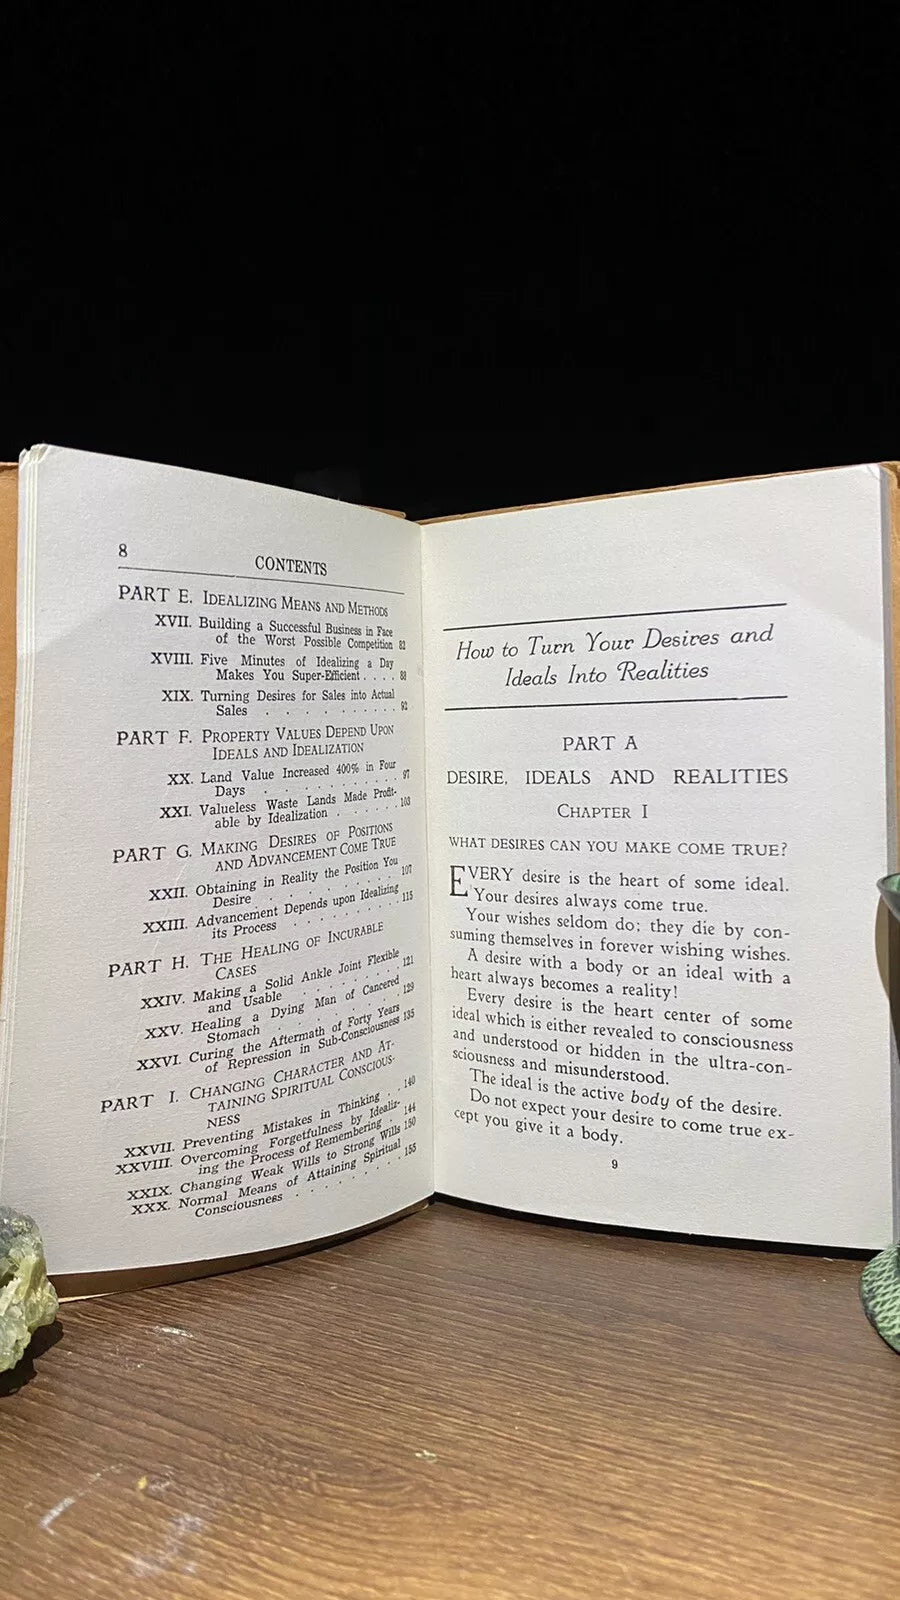 8
CONTENTS
PART E. IDEALIZING MEANS AND METHODS
XVII. Building a Successful Business in Face
of the Worst Possible Competition 82
XVIII. Five Minutes of Idealizing a Day
Makes You Super-Efficient . . . . 88
XIX. Turning Desires for Sales into Actual
Sales . . . . . . . . . . 92
PART F. PROPERTY VALUES DEPEND UPON
IDEALS AND IDEALIZATION
XX. Land Value Increased 400% in Four
Days . . . . . . . . . . 97
XXI. Valueless Waste Lands Made Profit-
able by Idealization . . . . . . 103
PART G. MAKING DESIRES OF POSITIONS
AND ADVANCEMENT COME TRUE
XXII. Obtaining in Reality the Position You
Desire . . . . . . . . . . 107
XXIII. Advancement Depends upon Idealizing
its Process . . . . . . . . 115
PART H. THE HEALING OF INCURABLE
CASES
XXIV. Making a Solid Ankle Joint Flexible
and Usable . . . . . . . . 121
XXV. Healing a Dying Man of Cancered
Stomach . . . . . . . . . 129
XXVI. Curing the Aftermath of Forty Years
of Repression in Sub-Consciousness 135
PART I. CHANGING CHARACTER AND AT-
TAINING SPIRITUAL CONSCIOUS-
NESS
XXVII. Preventing Mistakes in Thinking . . 140
XXVIII. Overcoming Forgetfulness by Idealiz-
ing the Process of Remembering . 144
XXIX. Changing Weak Wills to Strong Wills 150
XXX. Normal Means of Attaining Spiritual
Consciousness . . . . . . . . 155
How to Turn Your Desires and
Ideals Into Realities
PART A
DESIRE, IDEALS AND REALITIES
CHAPTER I
WHAT DESIRES CAN YOU MAKE COME TRUE?
EVERY desire is the heart of some ideal.
Your desires always come true.
Your wishes seldom do; they die by con-
suming themselves in forever wishing wishes.
A desire with a body or an ideal with a
heart always becomes a reality!
Every desire is the heart center of some
ideal which is either revealed to consciousness
and understood or hidden in the ultra-con-
sciousness and misunderstood.
The ideal is the active body of the desire.
Do not expect your desire to come true ex-
cept you give it a body.
9